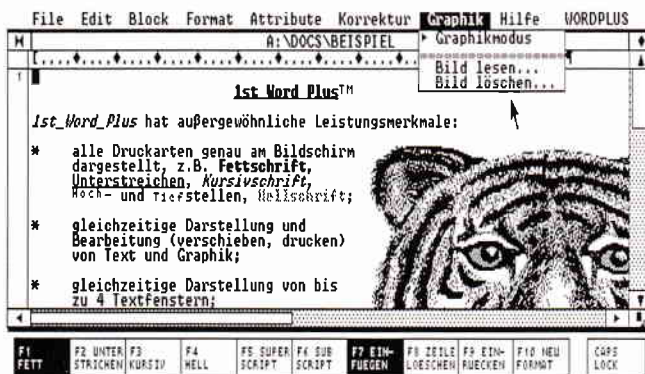 File Edit Block Format Attribute Korrektur Graphik Hilfe WORDPLUS
A:\DOCS\BEISPIEL
Graphikmodus
Bild lesen...
Bild löschen...
1
1st Word Plus™
1st_Word_Plus hat außergewöhnliche Leistungsmerkmale:
* alle Druckarten genau am Bildschirm
dargestellt, z.B. Fettschrift,
Unterstreichen, Kursivschrift,
Hoch- und Tiefstellen, Hellschrift;
* gleichzeitige Darstellung und
Bearbeitung (verschieben, drucken)
von Text und Graphik;
* gleichzeitige Darstellung von bis
zu 4 Textfenstern;
F1 F2 UNTER F3 F4 F5 SUPER F6 SUB F7 EIN- F8 ZEILE F9 EIN- F10 NEU CAPS
FETT STRICHEN KURSIV HELL SCRIPT SCRIPT FUEGEN LOESCHEN RUECKEN FORMAT LOCK